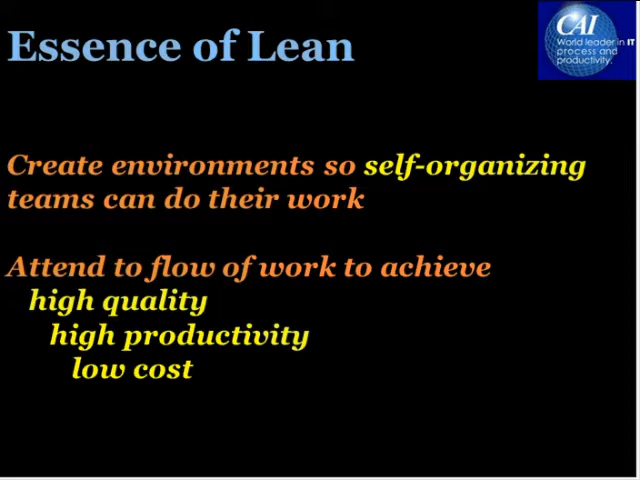 Essence of Lean
CAI
World leader in IT
process and
productivity.
Create environments so self-organizing
teams can do their work
Attend to flow of work to achieve
high quality
high productivity
low cost